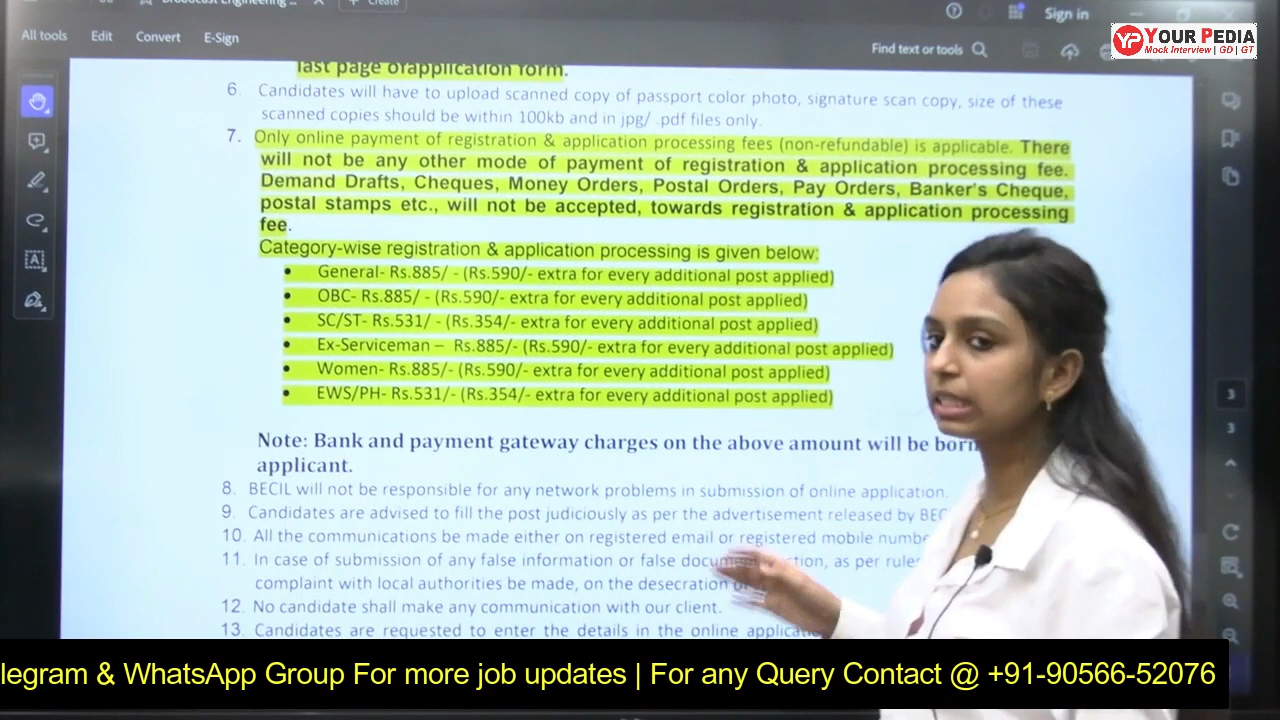 Broadcast Engineering ...
Create
Sign in
All tools
Edit
Convert
E-Sign
Find text or tools
YP YOUR PEDIA
Mock Interview | GD | GT
last page ofapplication form.
6. Candidates will have to upload scanned copy of passport color photo, signature scan copy, size of these
scanned copies should be within 100kb and in jpg/ .pdf files only.
7. Only online payment of registration & application processing fees (non-refundable) is applicable. There
will not be any other mode of payment of registration & application processing fee.
Demand Drafts, Cheques, Money Orders, Postal Orders, Pay Orders, Banker's Cheque,
postal stamps etc., will not be accepted, towards registration & application processing
fee.
Category-wise registration & application processing is given below:
• General- Rs.885/ - (Rs.590/- extra for every additional post applied)
• OBC- Rs.885/ - (Rs.590/- extra for every additional post applied)
• SC/ST- Rs.531/ - (Rs.354/- extra for every additional post applied)
• Ex-Serviceman – Rs.885/- (Rs.590/- extra for every additional post applied)
• Women- Rs.885/- (Rs.590/- extra for every additional post applied)
• EWS/PH- Rs.531/- (Rs.354/- extra for every additional post applied)
3
3
Note: Bank and payment gateway charges on the above amount will be born
applicant.
8. BECIL will not be responsible for any network problems in submission of online application.
9. Candidates are advised to fill the post judiciously as per the advertisement released by BEC
10. All the communications be made either on registered email or registered mobile numbe
11. In case of submission of any false information or false docum ction, as per rules
complaint with local authorities be made, on the desecration
12. No candidate shall make any communication with our client.
13. Candidates are requested to enter the details in the online applicat
legram & WhatsApp Group For more job updates | For any Query Contact @ +91-90566-52076